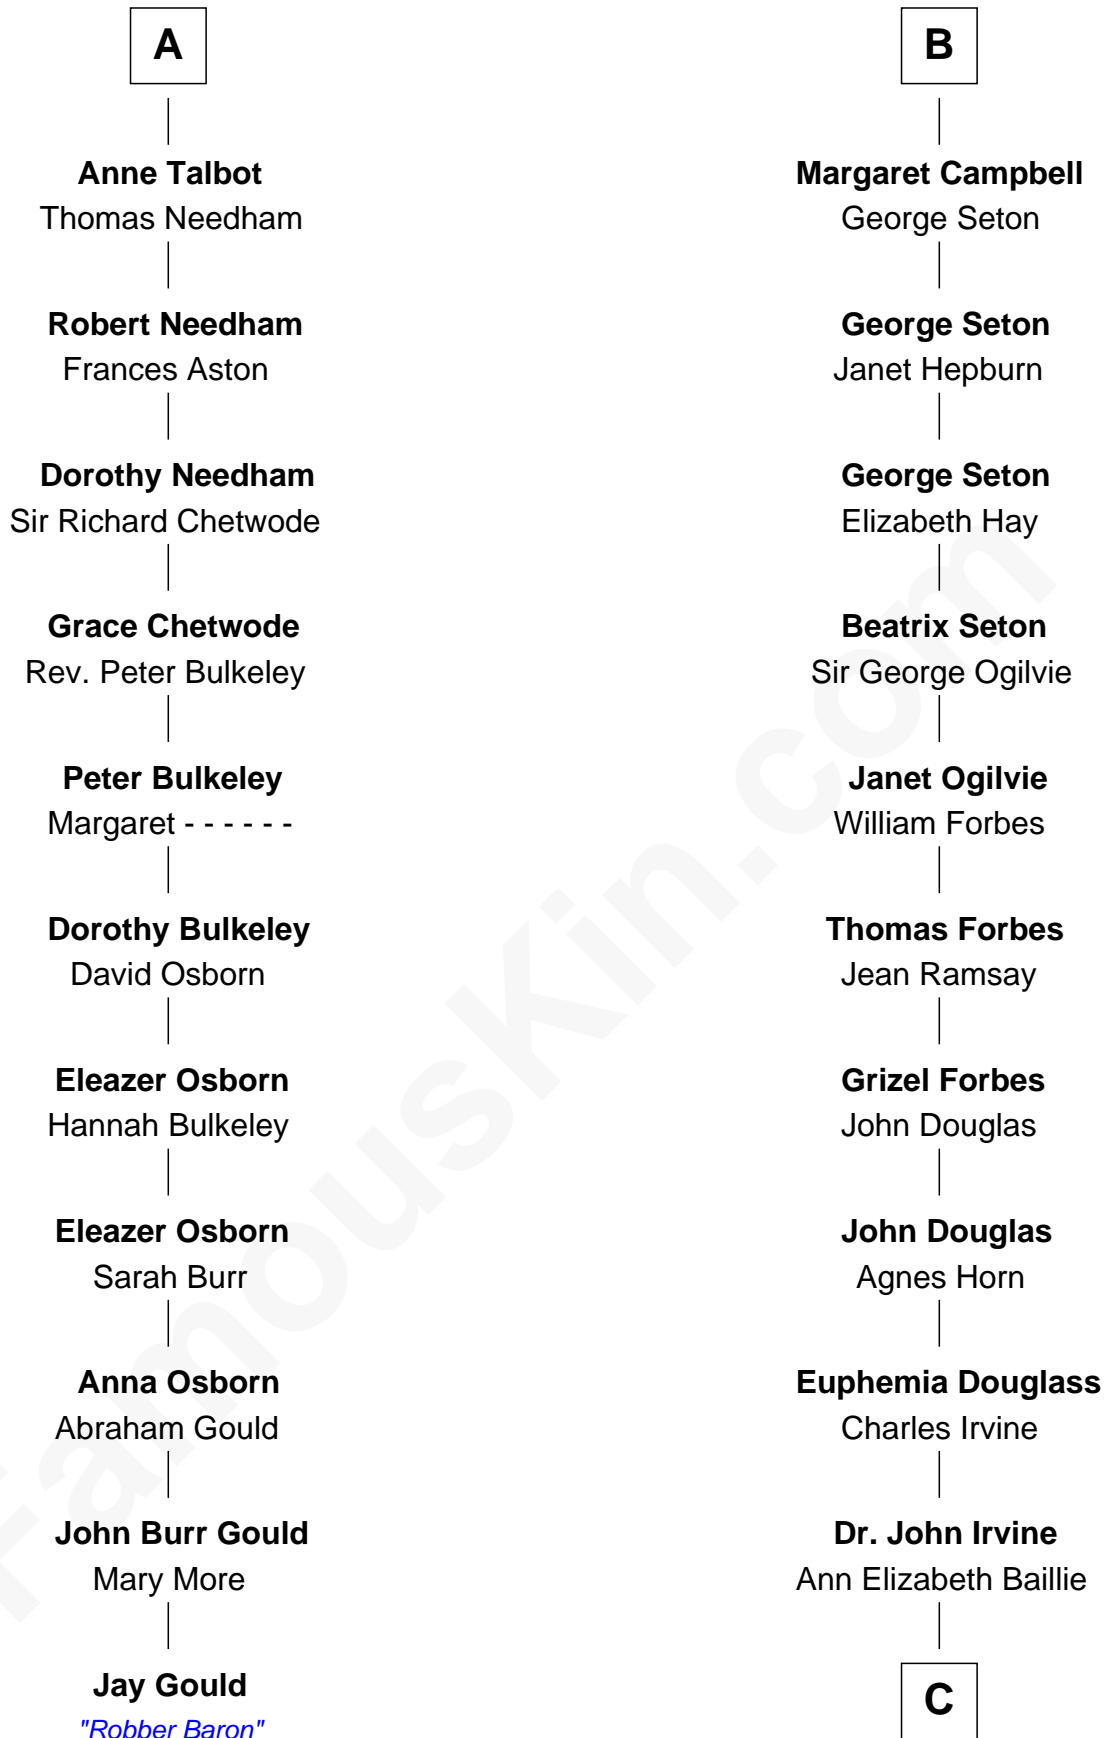 A
Anne Talbot
Thomas Needham
Robert Needham
Frances Aston
Dorothy Needham
Sir Richard Chetwode
Grace Chetwode
Rev. Peter Bulkeley
Peter Bulkeley
Margaret - - - - - -
Dorothy Bulkeley
David Osborn
Eleazer Osborn
Hannah Bulkeley
Eleazer Osborn
Sarah Burr
Anna Osborn
Abraham Gould
John Burr Gould
Mary More
Jay Gould
"Robber Baron"
B
Margaret Campbell
George Seton
George Seton
Janet Hepburn
George Seton
Elizabeth Hay
Beatrix Seton
Sir George Ogilvie
Janet Ogilvie
William Forbes
Thomas Forbes
Jean Ramsay
Grizel Forbes
John Douglas
John Douglas
Agnes Horn
Euphemia Douglass
Charles Irvine
Dr. John Irvine
Ann Elizabeth Baillie
C
FamousKin.com